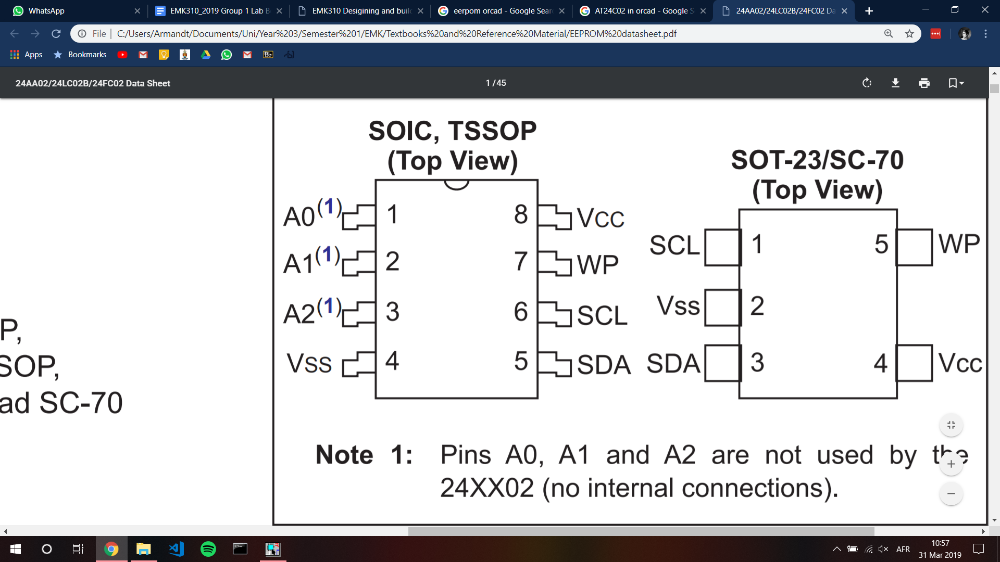 WhatsApp
EMK310_2019 Group 1 Lab B
EMK310 Desigining and build
eerpom orcad - Google Sear
AT24C02 in orcad - Google S
24AA02/24LC02B/24FC02 Da
File
C:/Users/Armandt/Documents/Uni/Year%203/Semester%201/EMK/Textbooks%20and%20Reference%20Material/EEPROM%20datasheet.pdf
Apps
Bookmarks
Bb
24AA02/24LC02B/24FC02 Data Sheet
1 / 45
SOIC, TSSOP
(Top View)
A0(1) 1 8 VCC
A1(1) 2 7 WP
A2(1) 3 6 SCL
VSS 4 5 SDA
SOT-23/SC-70
(Top View)
SCL 1 5 WP
Vss 2
SDA 3 4 Vcc
P,
SOP,
ad SC-70
Note 1: Pins A0, A1 and A2 are not used by the
24XX02 (no internal connections).
AFR
10:57
31 Mar 2019